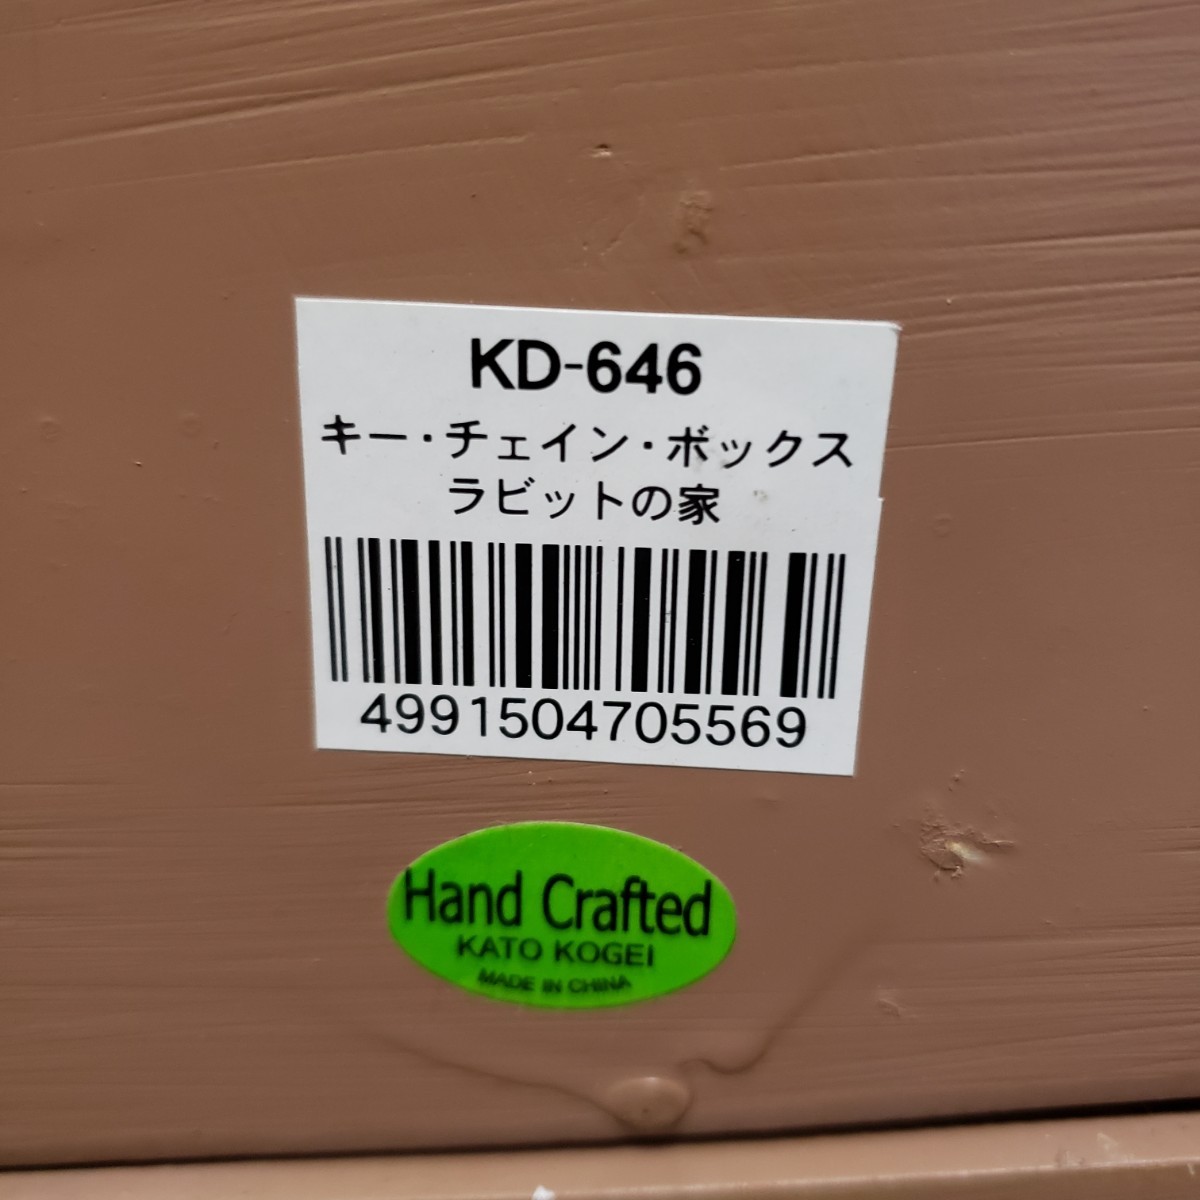 KD-646
キー・チェイン・ボックス
ラビットの家
4991504705569
Hand Crafted
KATO KOGEI
MADE IN CHINA